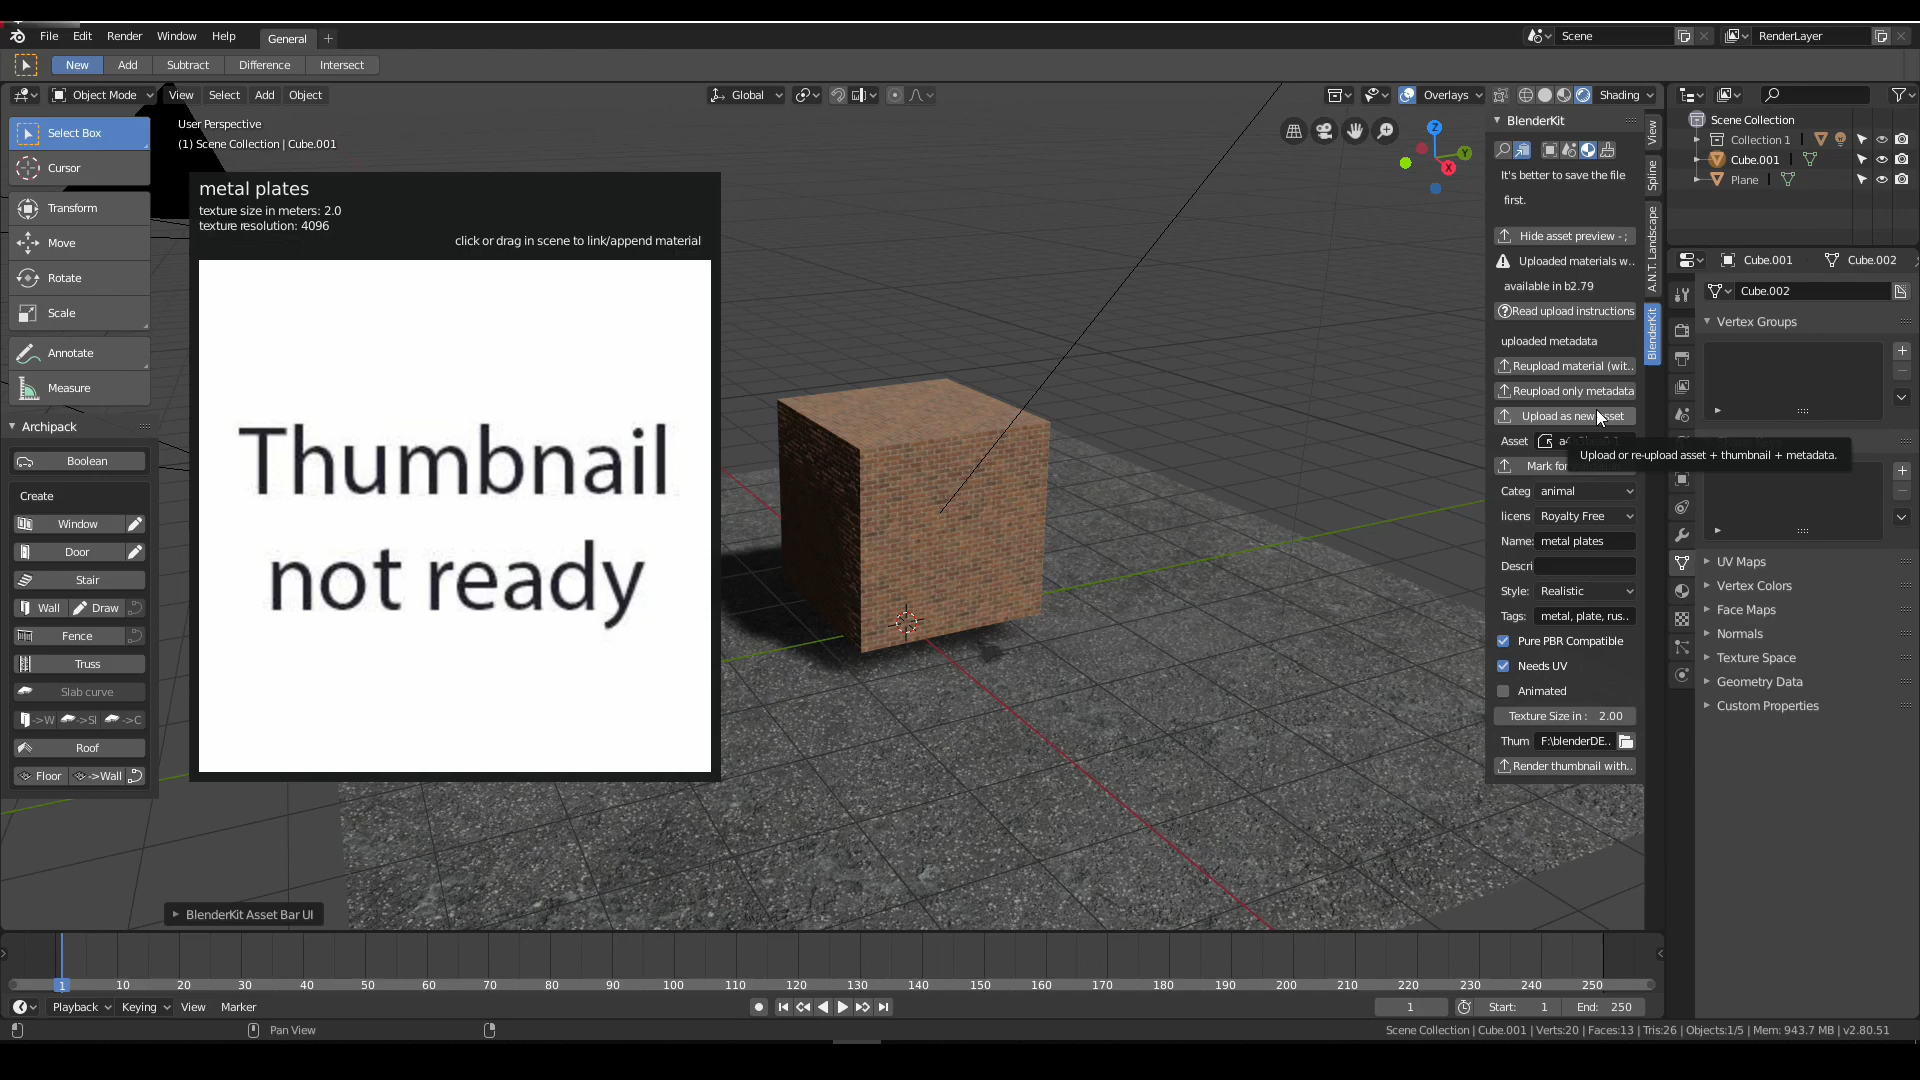 File Edit Render Window Help General + Scene RenderLayer
New Add Subtract Difference Intersect
Object Mode View Select Add Object Global Overlays Shading
Select Box
Cursor
Transform
Move
Rotate
Scale
Annotate
Measure
Archipack
Boolean
Create
Window
Door
Stair
Wall Draw
Fence
Truss
Slab curve
->W ->Sl ->C
Roof
Floor ->Wall
User Perspective
(1) Scene Collection | Cube.001
metal plates
texture size in meters: 2.0
texture resolution: 4096
click or drag in scene to link/append material
Thumbnail
not ready
BlenderKit Asset Bar UI
Z
Y
X
BlenderKit
It's better to save the file
first.
Hide asset preview - ;
Uploaded materials w..
available in b2.79
Read upload instructions
uploaded metadata
Reupload material (wit..
Reupload only metadata
Upload as new asset
Asset
Mark for
Upload or re-upload asset + thumbnail + metadata.
Categ animal
licens Royalty Free
Name: metal plates
Descri
Style: Realistic
Tags: metal, plate, rus..
Pure PBR Compatible
Needs UV
Animated
Texture Size in : 2.00
Thum F:\blenderDE..
Render thumbnail with..
View
Spline
A.N.T. Landscape
BlenderKit
Scene Collection
Collection 1
Cube.001
Plane
Cube.001 Cube.002
Cube.002
Vertex Groups
UV Maps
Vertex Colors
Face Maps
Normals
Texture Space
Geometry Data
Custom Properties
1 10 20 30 40 50 60 70 80 90 100 110 120 130 140 150 160 170 180 190 200 210 220 230 240 250
Playback Keying View Marker 1 Start: 1 End: 250
Pan View Scene Collection | Cube.001 | Verts:20 | Faces:13 | Tris:26 | Objects:1/5 | Mem: 943.7 MB | v2.80.51